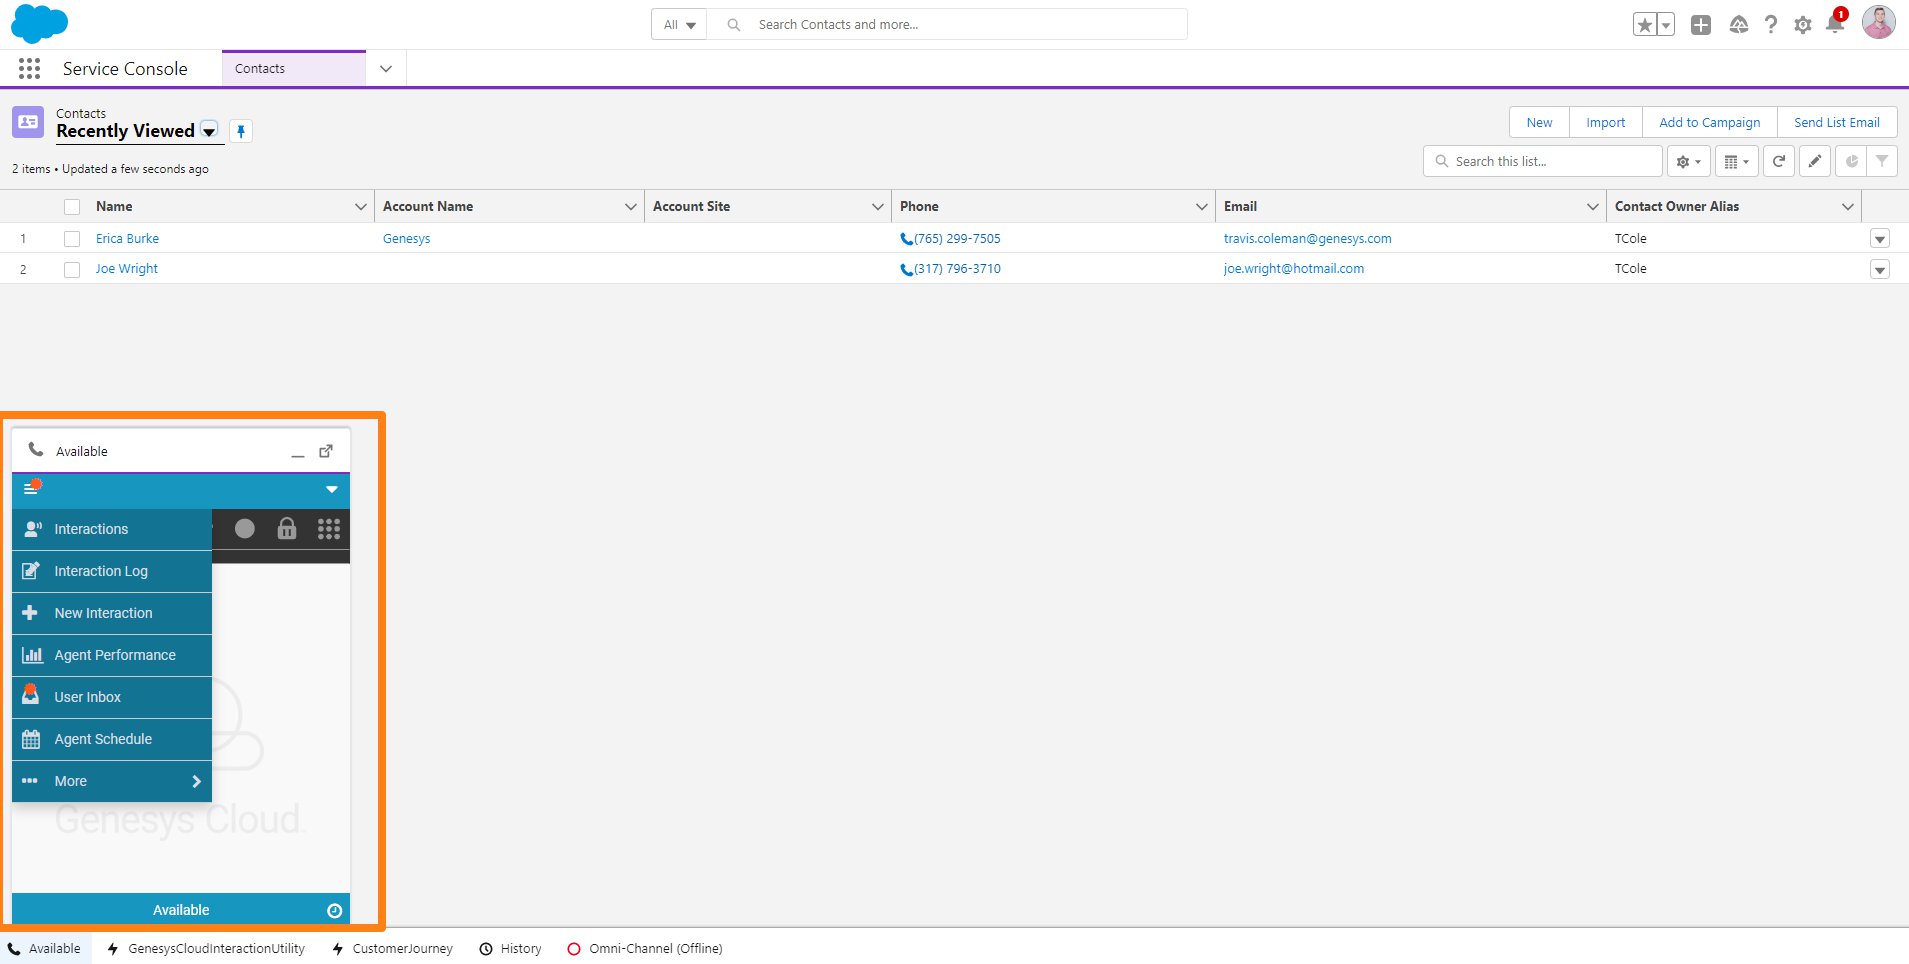 All
Search Contacts and more...
1
Service Console
Contacts
Contacts
Recently Viewed
New
Import
Add to Campaign
Send List Email
2 items • Updated a few seconds ago
Search this list...
Name
Account Name
Account Site
Phone
Email
Contact Owner Alias
1
Erica Burke
Genesys
(765) 299-7505
travis.coleman@genesys.com
TCole
2
Joe Wright
(317) 796-3710
joe.wright@hotmail.com
TCole
Available
Interactions
Interaction Log
New Interaction
Agent Performance
User Inbox
Agent Schedule
More
Genesys Cloud.
Available
Available
GenesysCloudInteractionUtility
CustomerJourney
History
Omni-Channel (Offline)